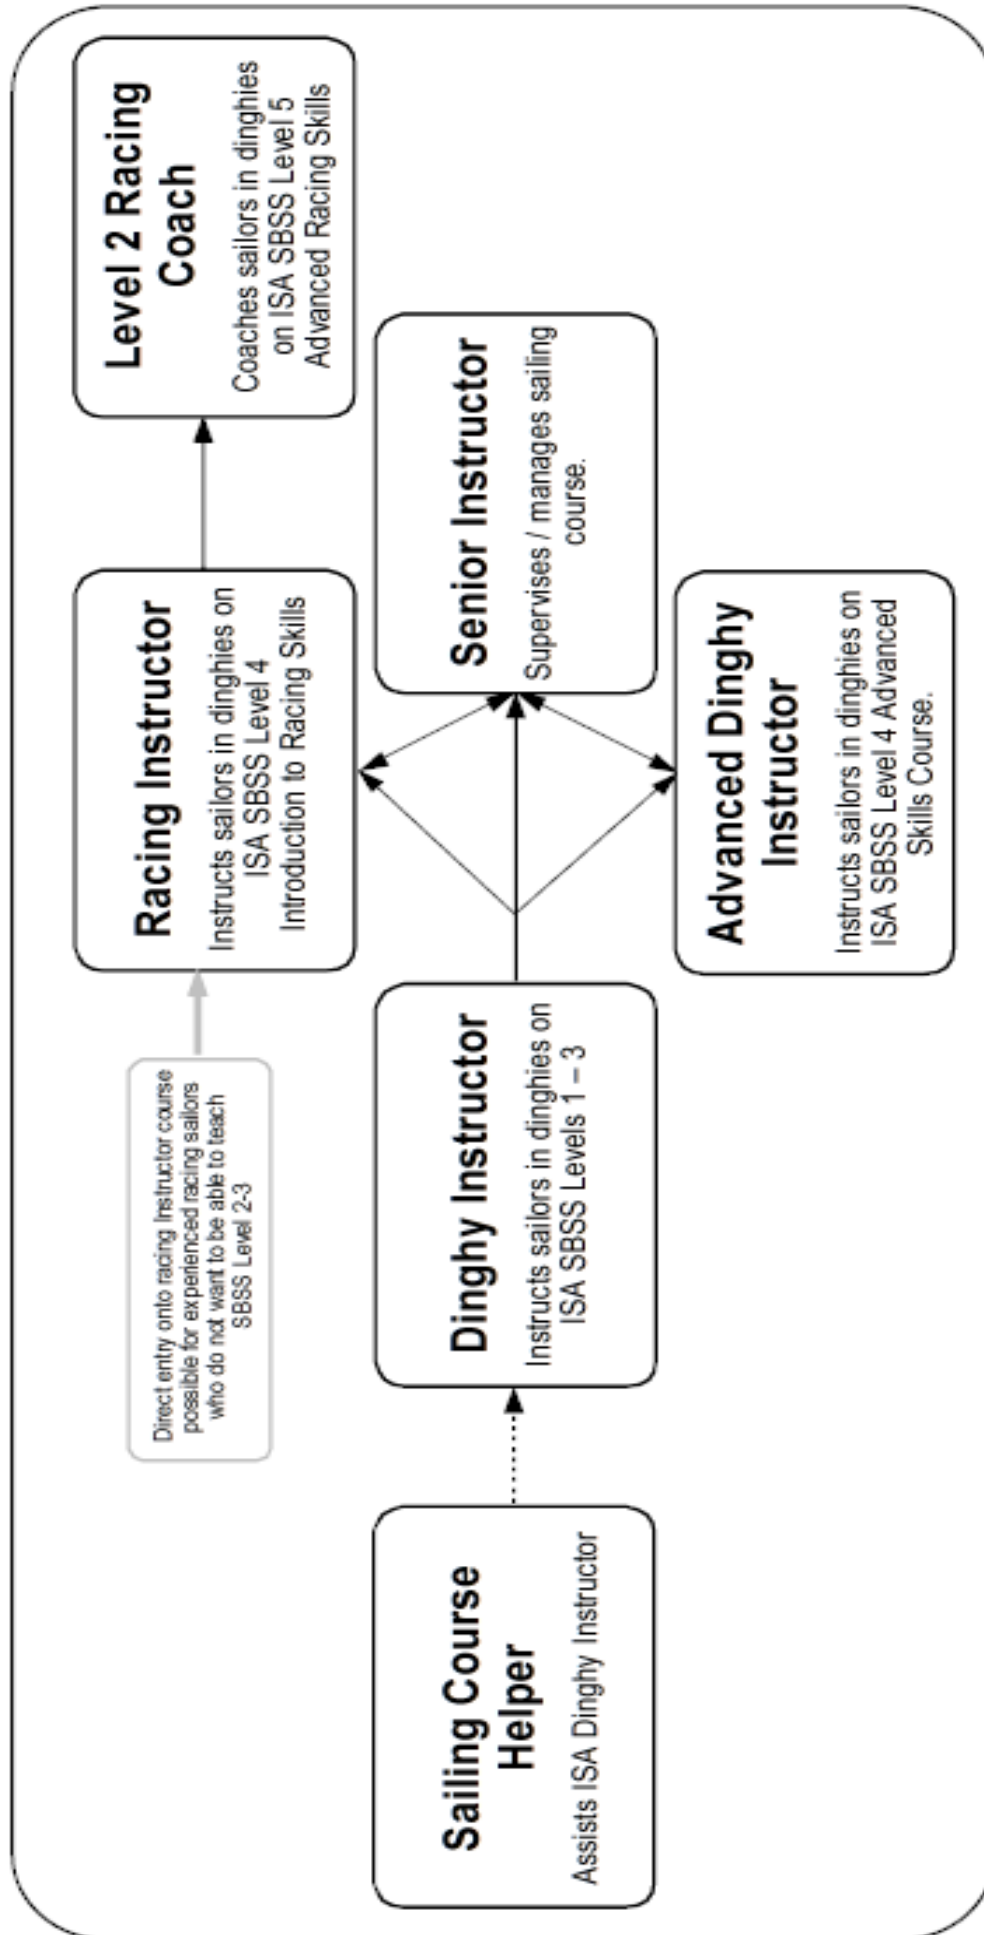 Sailing Course
Helper
Assists ISA Dinghy Instructor
Direct entry onto racing Instructor course
possible for experienced racing sailors
who do not want to be able to teach
SBSS Level 2-3
Dinghy Instructor
Instructs sailors in dinghies on
ISA SBSS Levels 1 – 3
Racing Instructor
Instructs sailors in dinghies on
ISA SBSS Level 4
Introduction to Racing Skills
Advanced Dinghy
Instructor
Instructs sailors in dinghies on
ISA SBSS Level 4 Advanced
Skills Course.
Senior Instructor
Supervises / manages sailing
course.
Level 2 Racing
Coach
Coaches sailors in dinghies
on ISA SBSS Level 5
Advanced Racing Skills